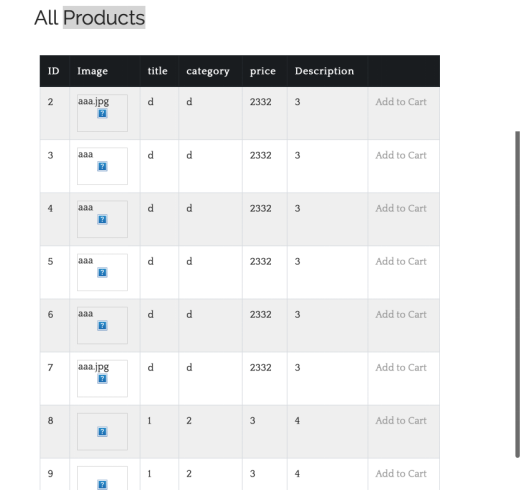 All Products
ID Image title category price Description
2 aaa.jpg d d 2332 3 Add to Cart
3 aaa d d 2332 3 Add to Cart
4 aaa d d 2332 3 Add to Cart
5 aaa d d 2332 3 Add to Cart
6 aaa d d 2332 3 Add to Cart
7 aaa.jpg d d 2332 3 Add to Cart
8 1 2 3 4 Add to Cart
9 1 2 3 4 Add to Cart